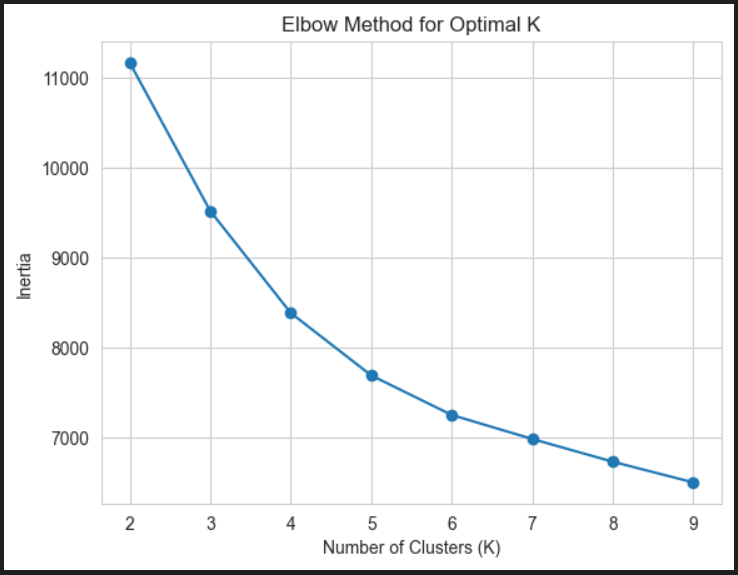 Elbow Method for Optimal K
11000
10000
9000
8000
7000
Inertia
2 3 4 5 6 7 8 9
Number of Clusters (K)